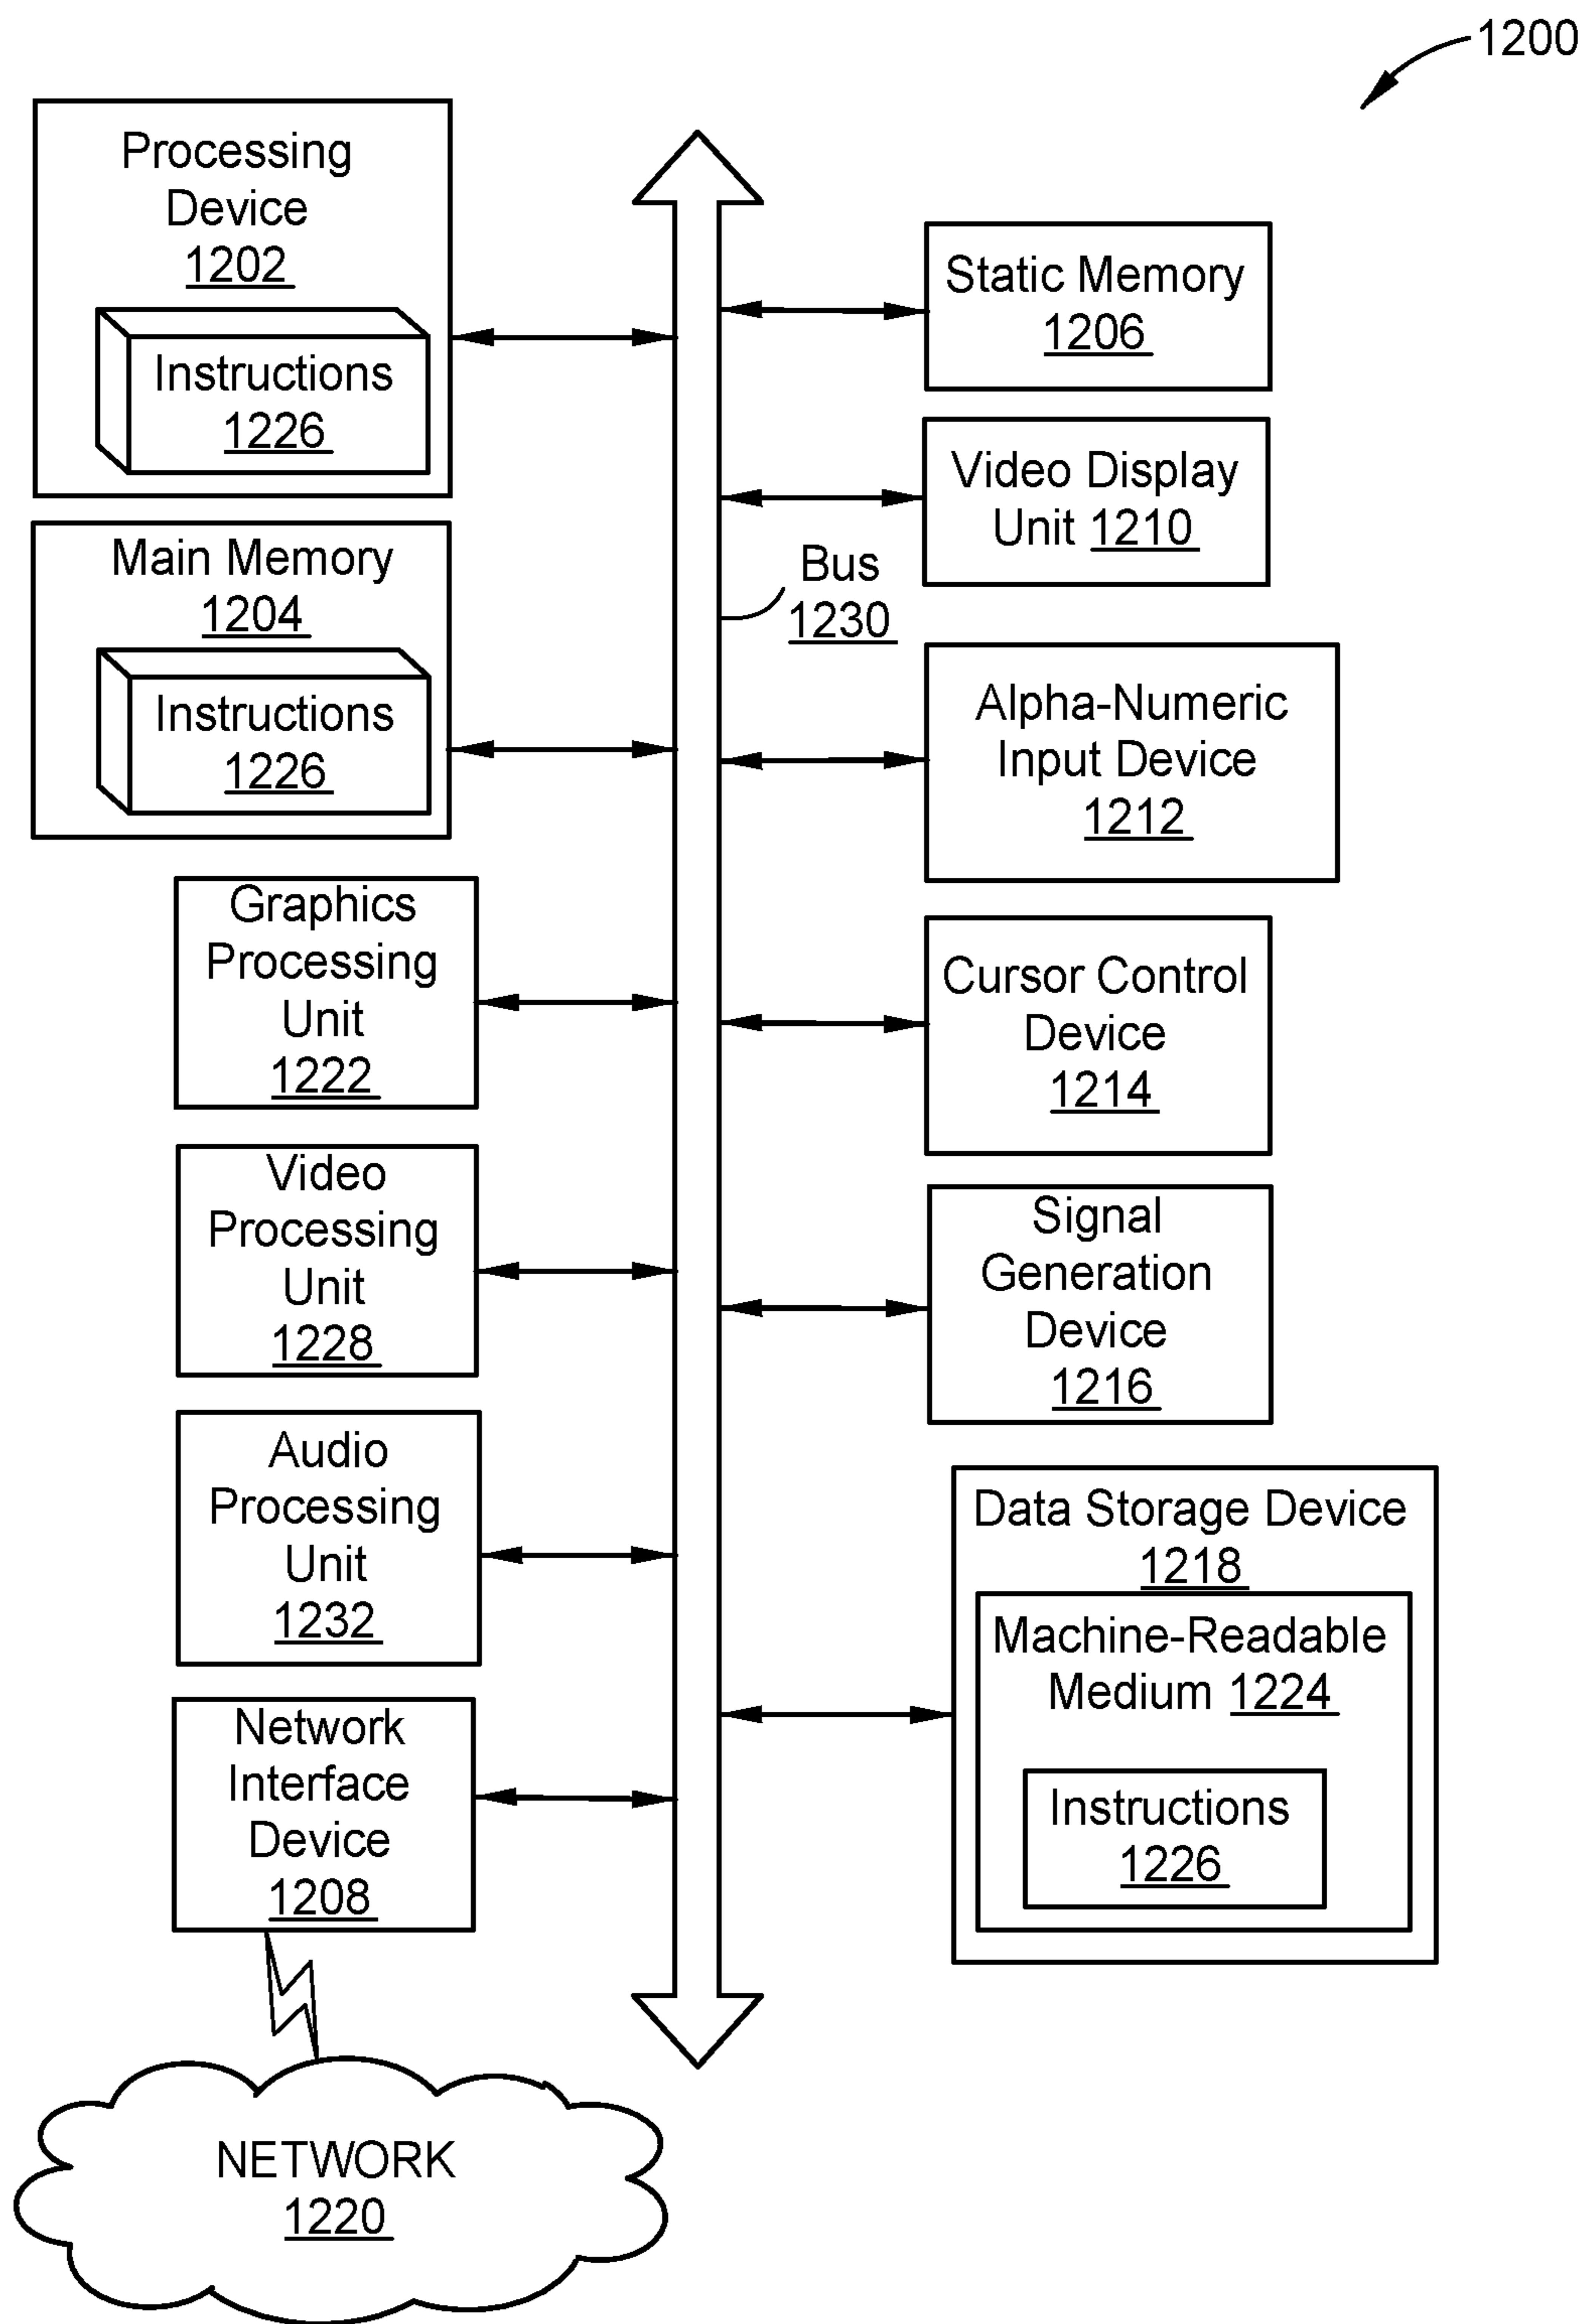 1200
Processing
Device
1202
Instructions
1226
Main Memory
1204
Instructions
1226
Graphics
Processing
Unit
1222
Video
Processing
Unit
1228
Audio
Processing
Unit
1232
Network
Interface
Device
1208
NETWORK
1220
Bus
1230
Static Memory
1206
Video Display
Unit 1210
Alpha-Numeric
Input Device
1212
Cursor Control
Device
1214
Signal
Generation
Device
1216
Data Storage Device
1218
Machine-Readable
Medium 1224
Instructions
1226